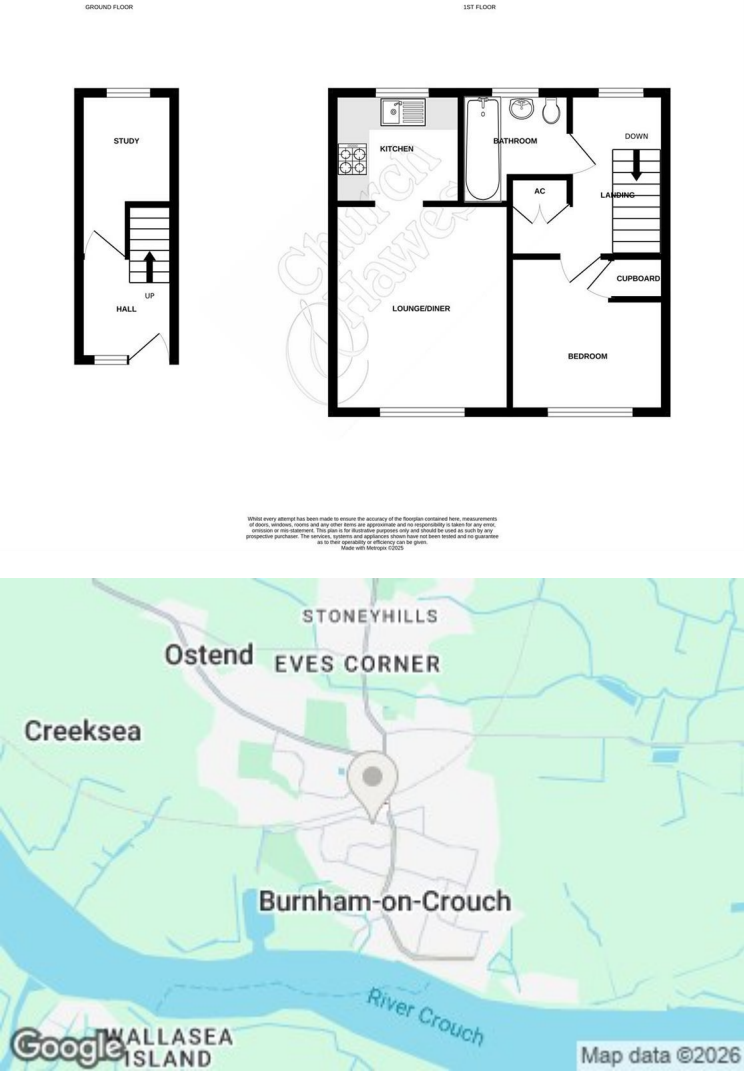 GROUND FLOOR
1ST FLOOR
STUDY
HALL
UP
KITCHEN
BATHROOM
DOWN
AC
LANDING
CUPBOARD
LOUNGE/DINER
BEDROOM
Church
& Hawes
Whilst every attempt has been made to ensure the accuracy of the floorplan contained here, measurements
of doors, windows, rooms and any other items are approximate and no responsibility is taken for any error,
omission or mis-statement. This plan is for illustrative purposes only and should be used as such by any
prospective purchaser. The services, systems and appliances shown have not been tested and no guarantee
as to their operability or efficiency can be given.
Made with Metropix ©2025
STONEYHILLS
Ostend
EVES CORNER
Creeksea
Burnham-on-Crouch
River Crouch
WALLASEA
ISLAND
Google
Map data ©2026